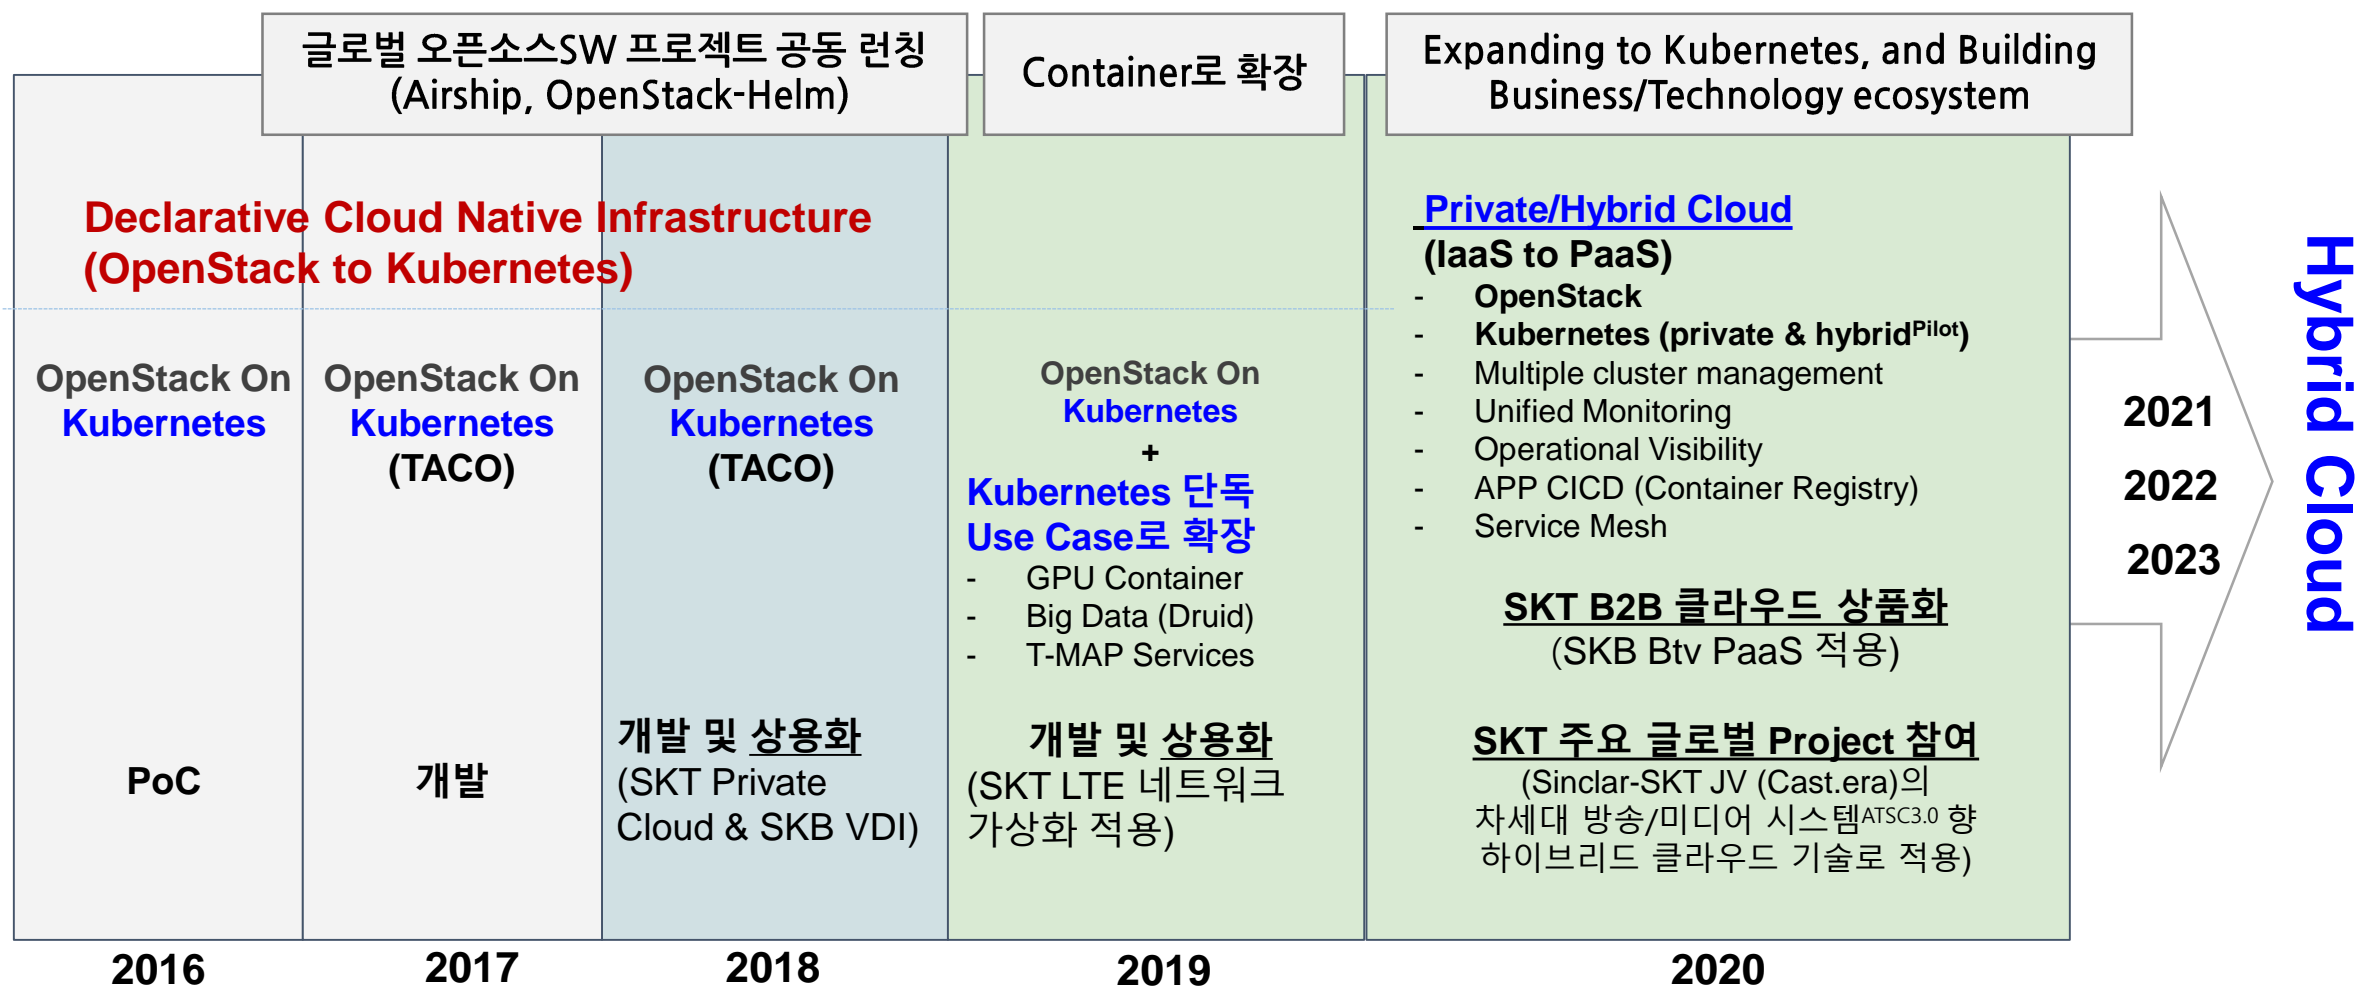 글로벌 오픈소스SW 프로젝트 공동 런칭
(Airship, OpenStack-Helm)
Container로 확장
Expanding to Kubernetes, and Building
Business/Technology ecosystem
Declarative Cloud Native Infrastructure
(OpenStack to Kubernetes)
OpenStack On
Kubernetes
PoC
2016
OpenStack On
Kubernetes
(TACO)
개발
2017
OpenStack On
Kubernetes
(TACO)
개발 및 상용화
(SKT Private
Cloud & SKB VDI)
2018
OpenStack On
Kubernetes
+
Kubernetes 단독
Use Case로 확장
- GPU Container
- Big Data (Druid)
- T-MAP Services
개발 및 상용화
(SKT LTE 네트워크
가상화 적용)
2019
Private/Hybrid Cloud
(IaaS to PaaS)
- OpenStack
- Kubernetes (private & hybridPilot)
- Multiple cluster management
- Unified Monitoring
- Operational Visibility
- APP CICD (Container Registry)
- Service Mesh
SKT B2B 클라우드 상품화
(SKB Btv PaaS 적용)
SKT 주요 글로벌 Project 참여
(Sinclar-SKT JV (Cast.era)의
차세대 방송/미디어 시스템ATSC3.0 향
하이브리드 클라우드 기술로 적용)
2020
2021
2022
2023
Hybrid Cloud